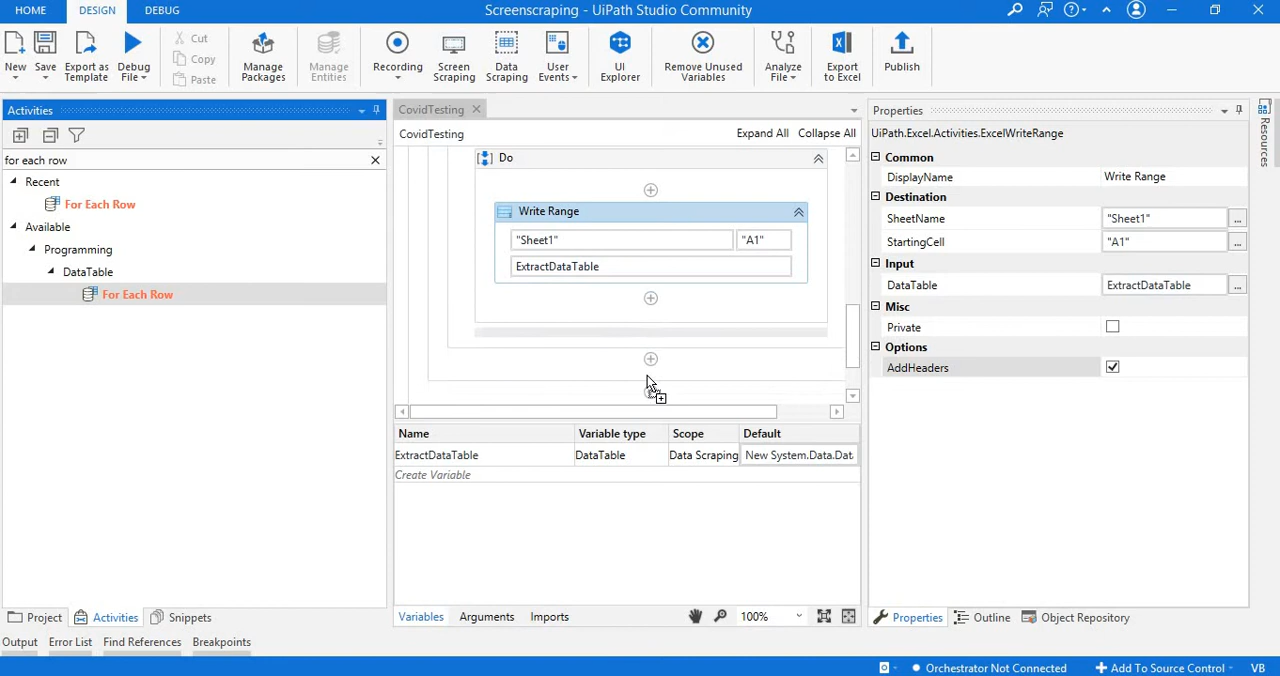 HOME DESIGN DEBUG Screenscraping - UiPath Studio Community
New Save Export as Template Debug File Cut Copy Paste Manage Packages Manage Entities Recording Screen Scraping Data Scraping User Events UI Explorer Remove Unused Variables Analyze File Export to Excel Publish
Activities
for each row
Recent
For Each Row
Available
Programming
DataTable
For Each Row
Project Activities Snippets
CovidTesting
CovidTesting Expand All Collapse All
Do
Write Range
"Sheet1" "A1"
ExtractDataTable
Name Variable type Scope Default
ExtractDataTable DataTable Data Scraping New System.Data.Dat
Create Variable
Variables Arguments Imports 100%
Properties
UiPath.Excel.Activities.ExcelWriteRange
Common
DisplayName Write Range
Destination
SheetName "Sheet1" ...
StartingCell "A1" ...
Input
DataTable ExtractDataTable ...
Misc
Private
Options
AddHeaders
Properties Outline Object Repository
Resources
Output Error List Find References Breakpoints
Orchestrator Not Connected Add To Source Control VB